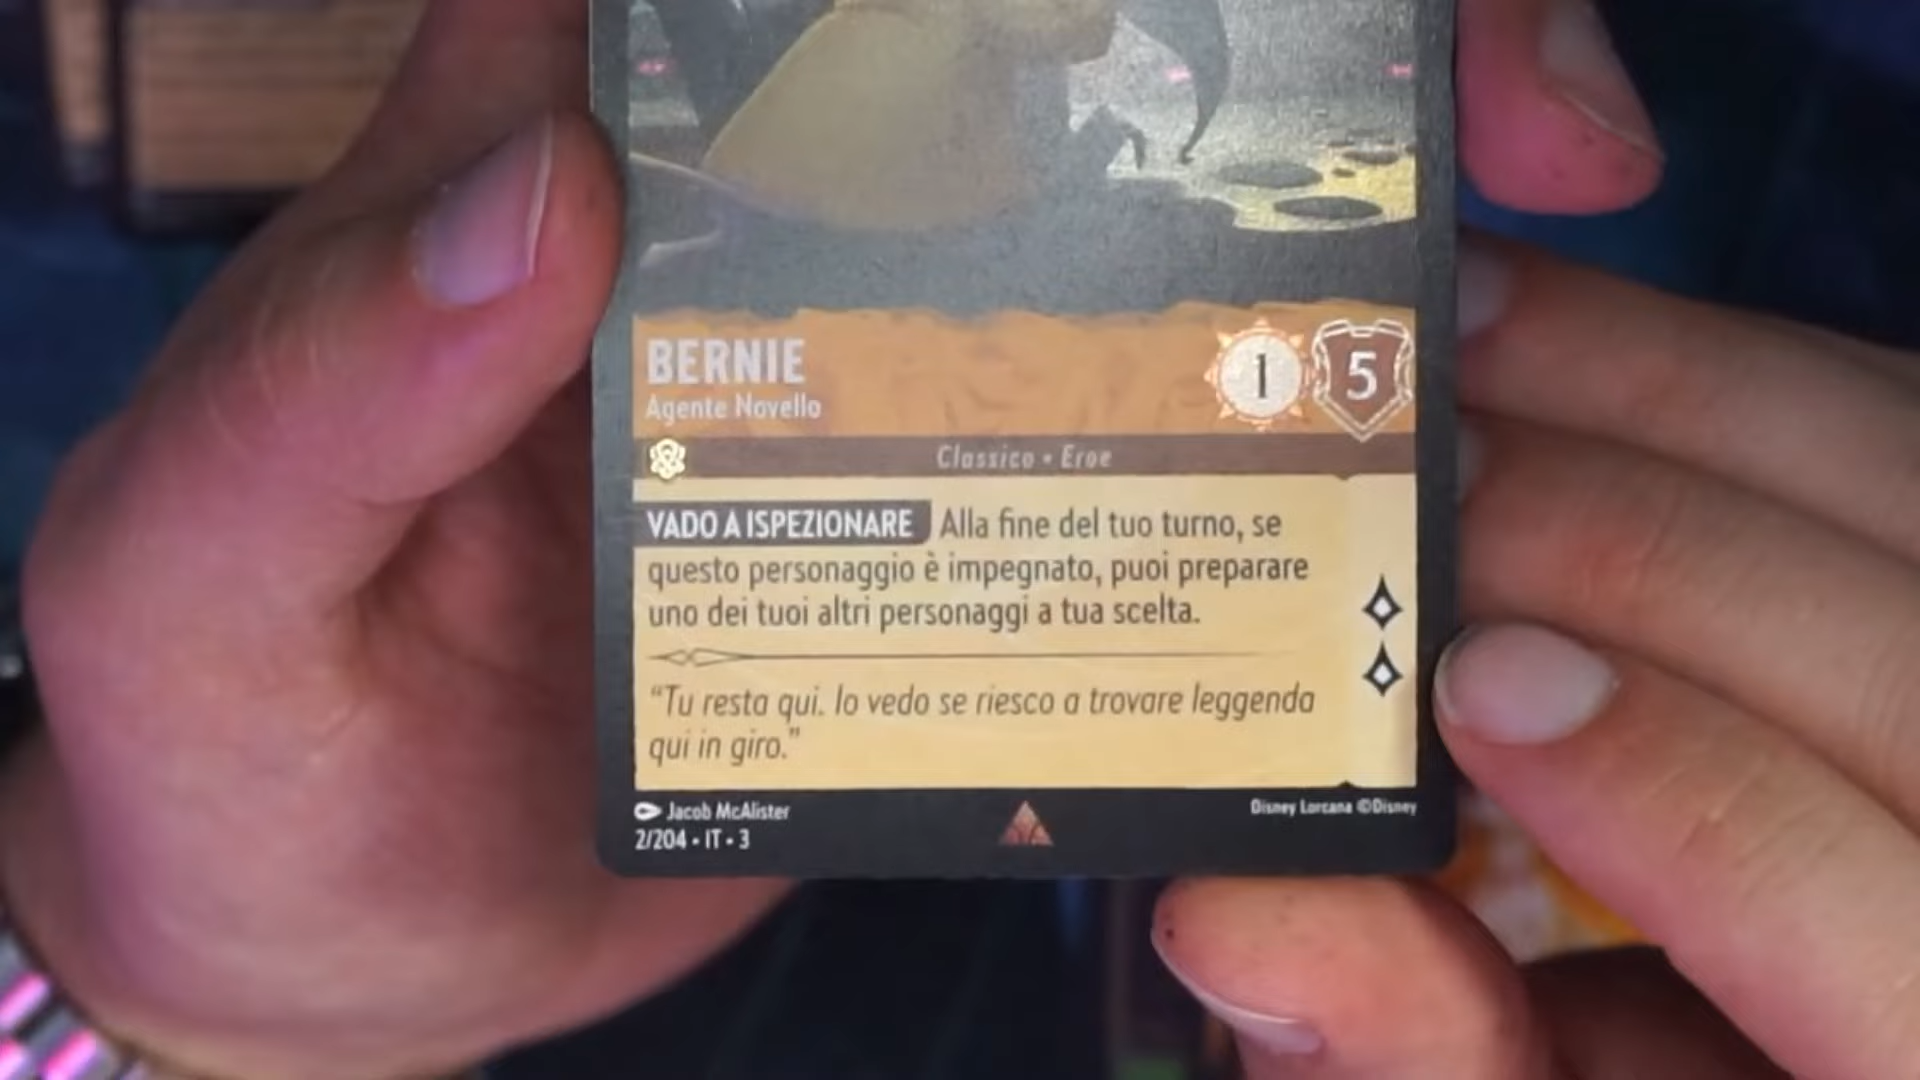 BERNIE
1
5
Agente Novello
Classico • Eroe
VADO A ISPEZIONARE Alla fine del tuo turno, se
questo personaggio è impegnato, puoi preparare
uno dei tuoi altri personaggi a tua scelta.
“Tu resta qui. Io vedo se riesco a trovare leggenda
qui in giro.”
Jacob McAlister
Disney Lorcana ©Disney
2/204 • IT • 3